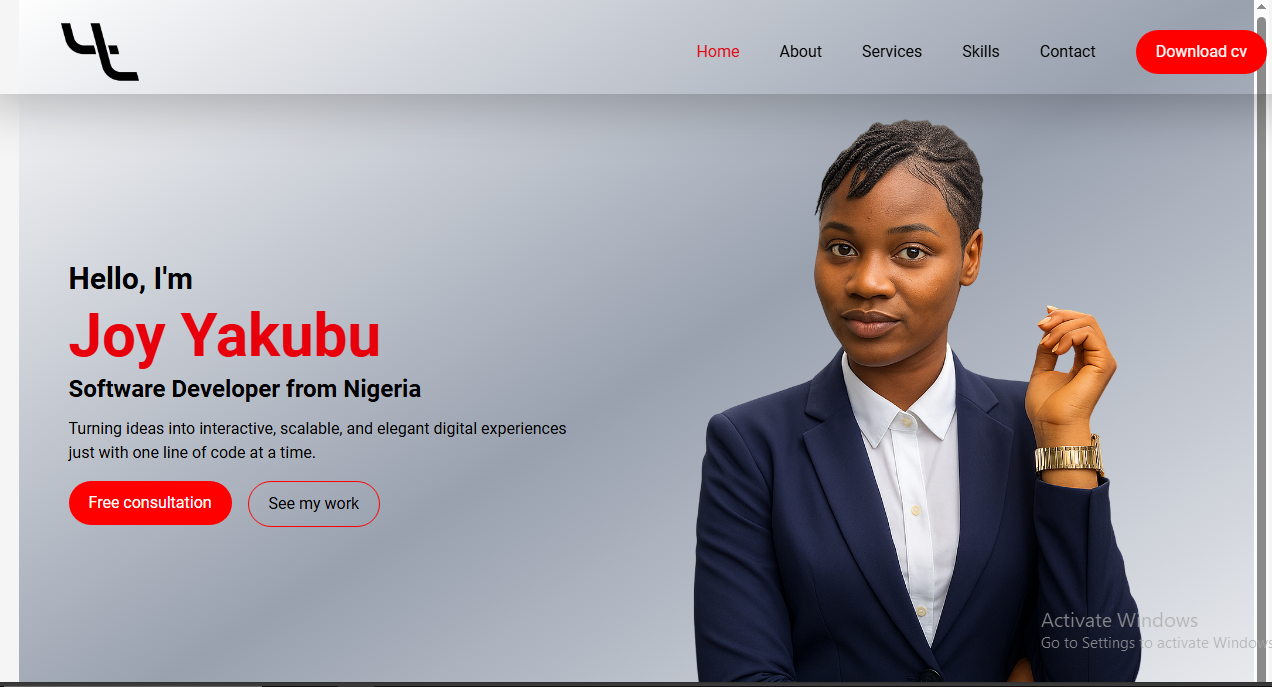 Home About Services Skills Contact Download cv
Hello, I'm
Joy Yakubu
Software Developer from Nigeria
Turning ideas into interactive, scalable, and elegant digital experiences
just with one line of code at a time.
Free consultation See my work
Activate Windows
Go to Settings to activate Windows